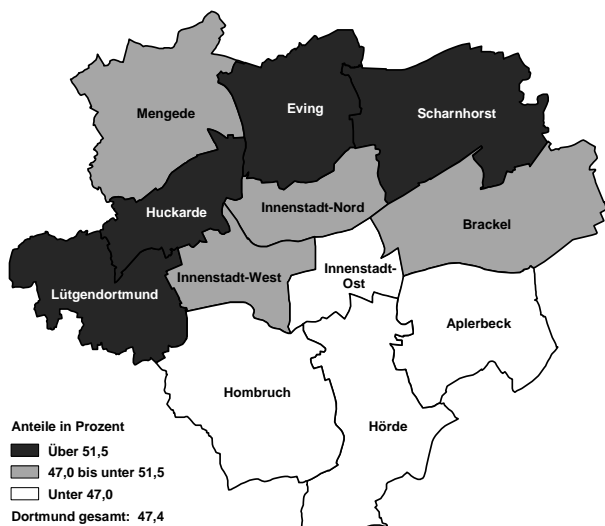 Mengede
Eving
Scharnhorst
Huckarde
Innenstadt-Nord
Brackel
Lütgendortmund
Innenstadt-West
Innenstadt-
Ost
Aplerbeck
Hombruch
Hörde
Anteile in Prozent
Über 51,5
47,0 bis unter 51,5
Unter 47,0
Dortmund gesamt: 47,4